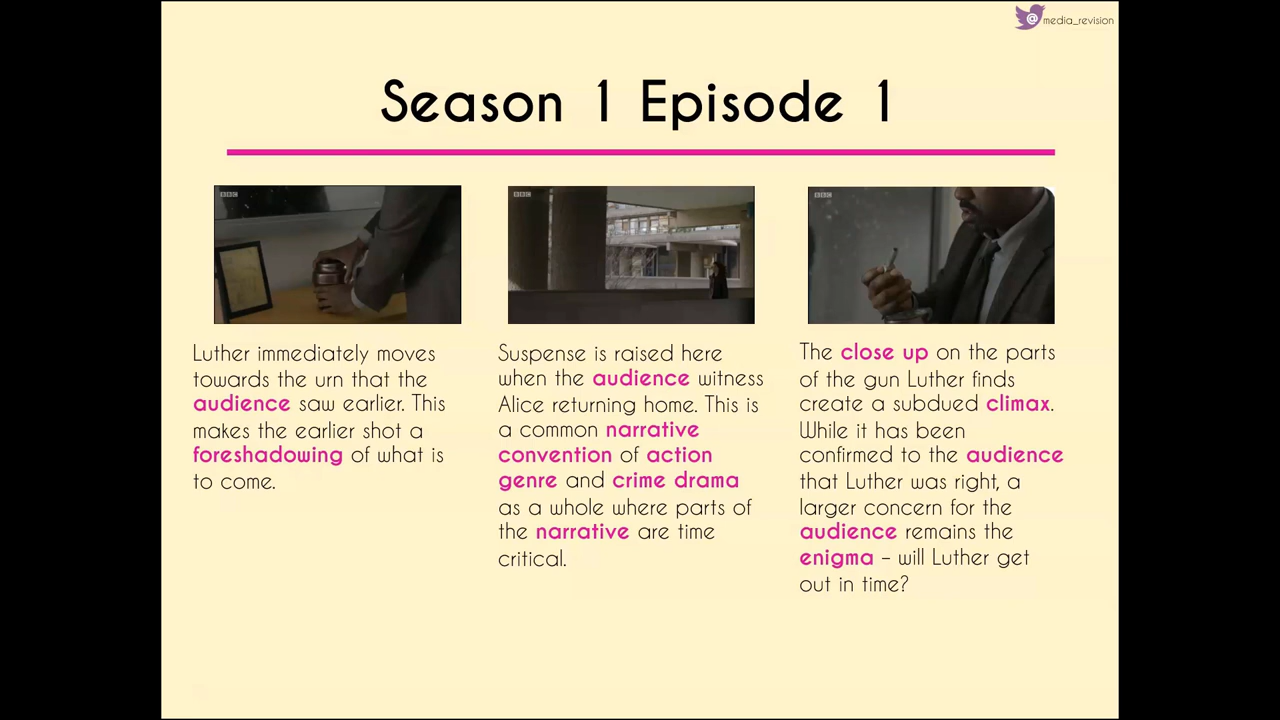 @media_revision
Season 1 Episode 1
BBC
BBC
BBC
Luther immediately moves
towards the urn that the
audience saw earlier. This
makes the earlier shot a
foreshadowing of what is
to come.
Suspense is raised here
when the audience witness
Alice returning home. This is
a common narrative
convention of action
genre and crime drama
as a whole where parts of
the narrative are time
critical.
The close up on the parts
of the gun Luther finds
create a subdued climax.
While it has been
confirmed to the audience
that Luther was right, a
larger concern for the
audience remains the
enigma – will Luther get
out in time?